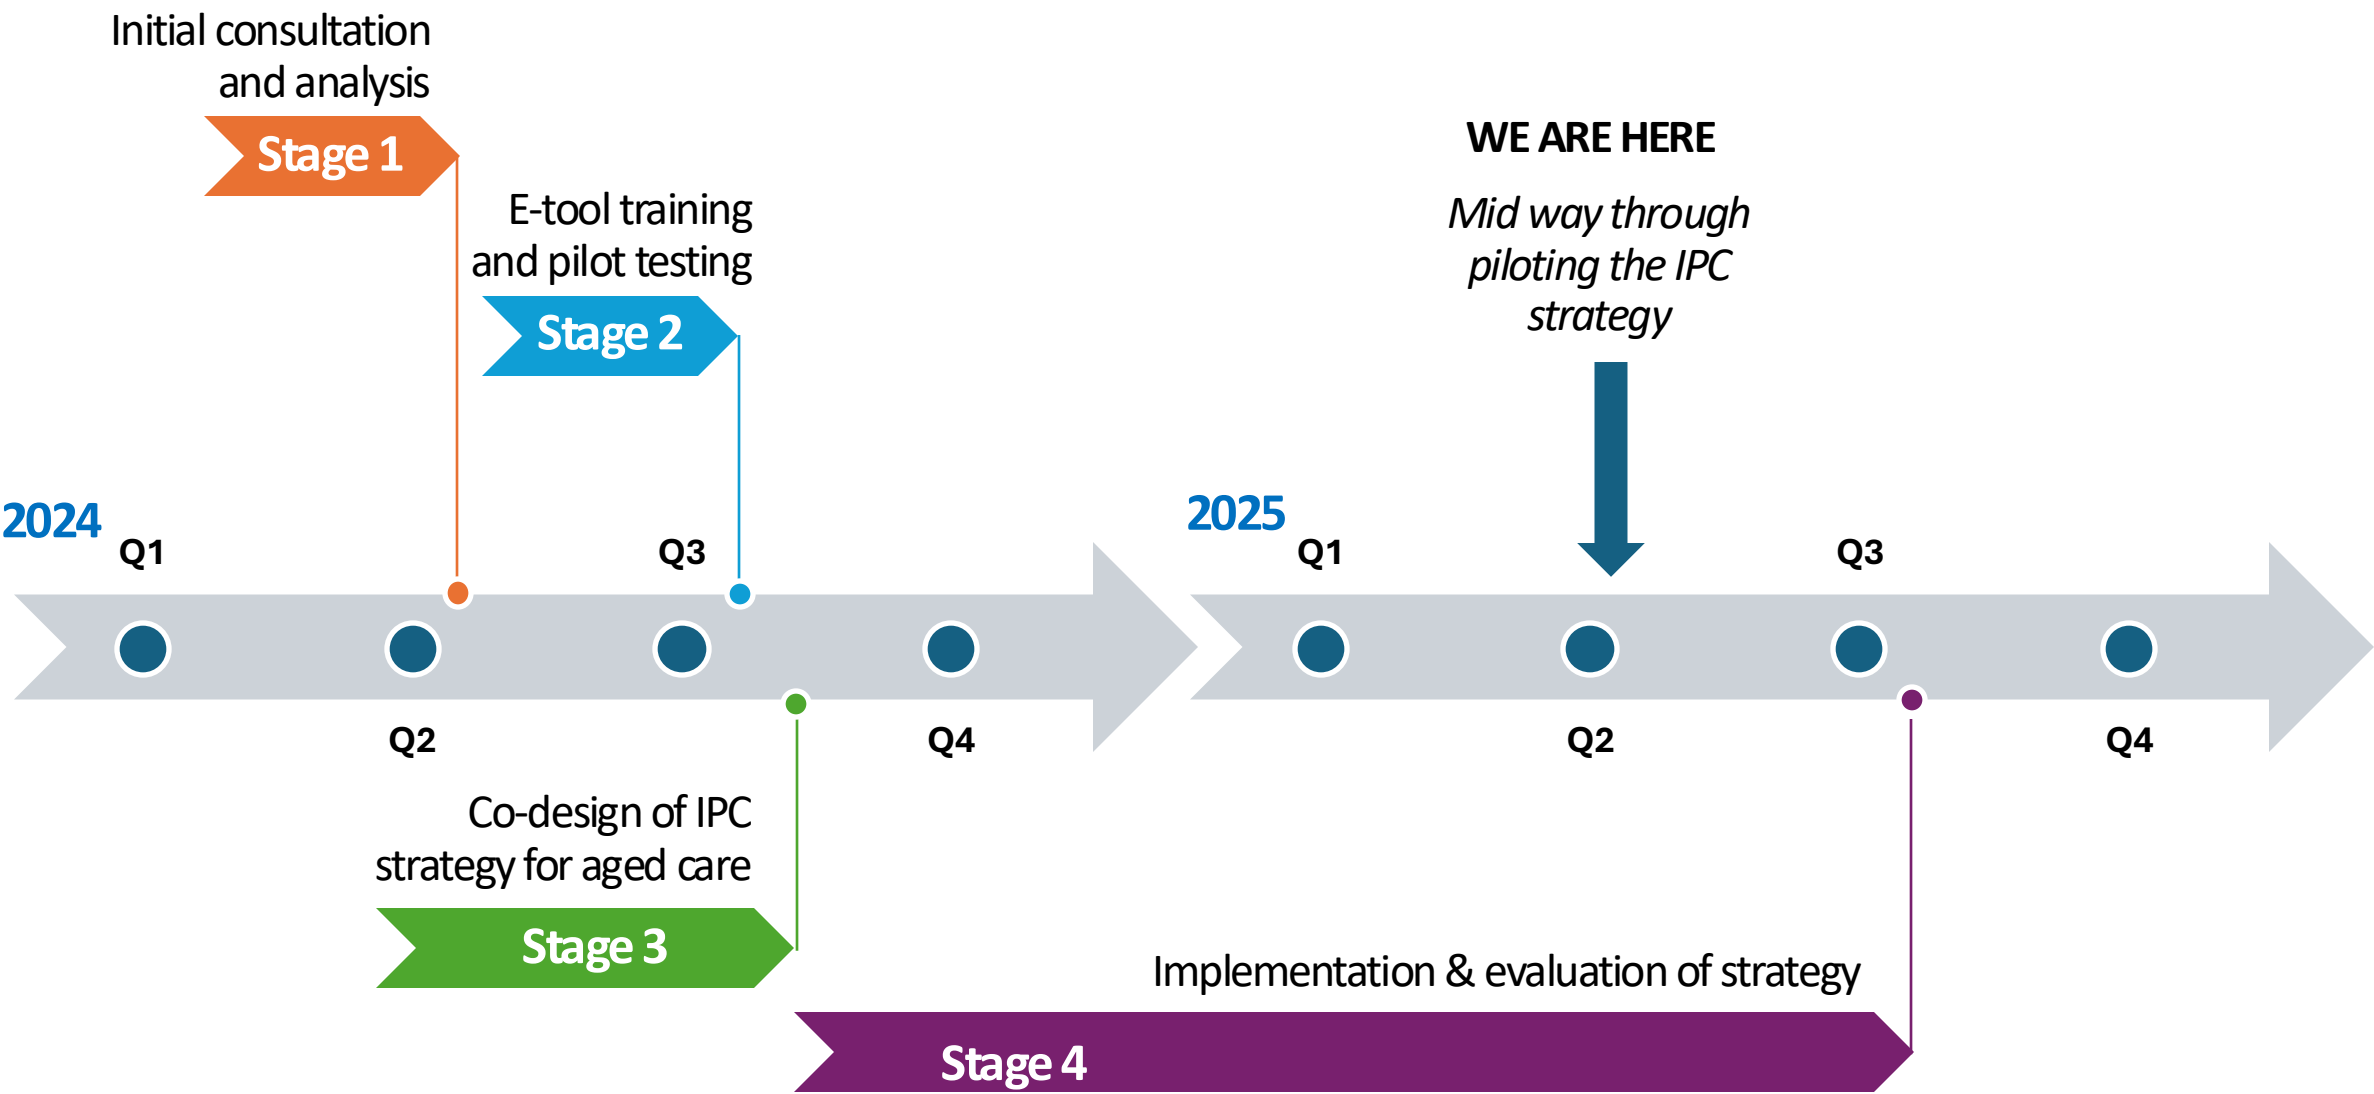 Initial consultation
and analysis
Stage 1
E-tool training
and pilot testing
Stage 2
WE ARE HERE
Mid way through
piloting the IPC
strategy
2024
Q1
Q3
2025
Q1
Q3
Q2
Q4
Q2
Q4
Co-design of IPC
strategy for aged care
Stage 3
Implementation & evaluation of strategy
Stage 4